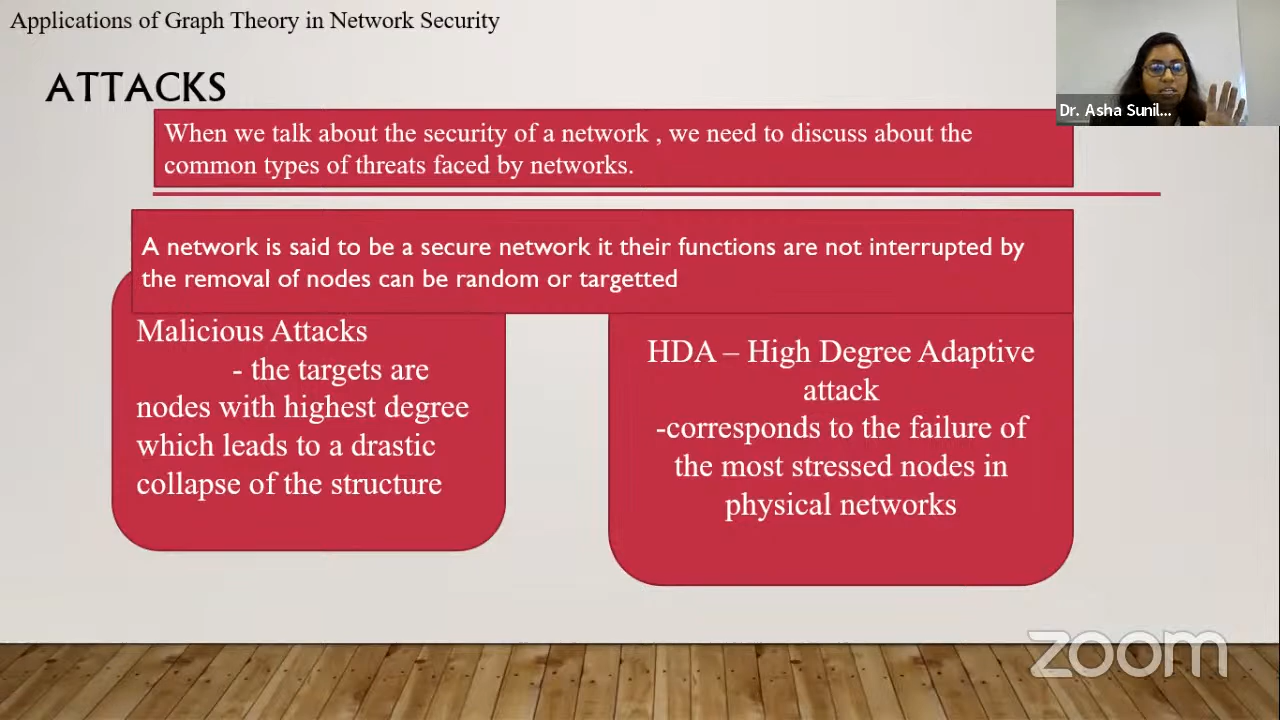 Applications of Graph Theory in Network Security
ATTACKS
Dr. Asha Sunil...
When we talk about the security of a network , we need to discuss about the
common types of threats faced by networks.
A network is said to be a secure network it their functions are not interrupted by
the removal of nodes can be random or targetted
Malicious Attacks
- the targets are
nodes with highest degree
which leads to a drastic
collapse of the structure
HDA – High Degree Adaptive
attack
-corresponds to the failure of
the most stressed nodes in
physical networks
zoom